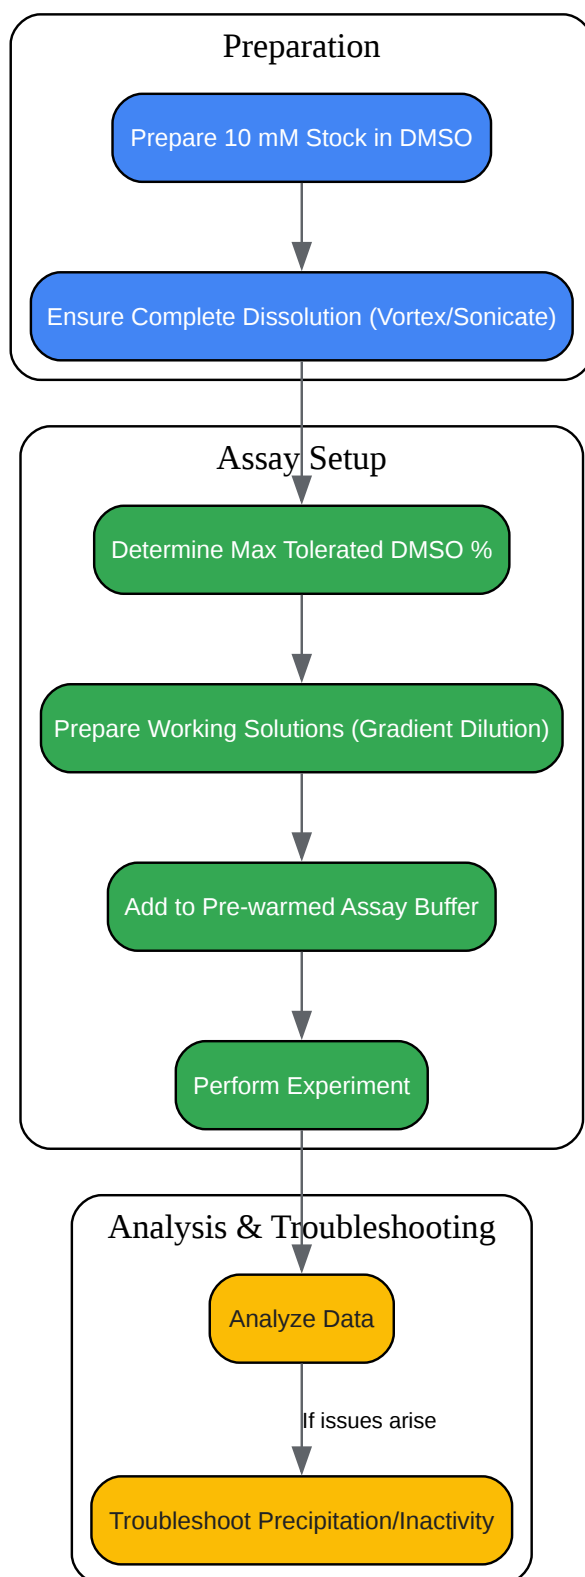 Preparation
Prepare 10 mM Stock in DMSO
Ensure Complete Dissolution (Vortex/Sonicate)
Assay Setup
Determine Max Tolerated DMSO %
Prepare Working Solutions (Gradient Dilution)
Add to Pre-warmed Assay Buffer
Perform Experiment
Analysis & Troubleshooting
Analyze Data
If issues arise
Troubleshoot Precipitation/Inactivity